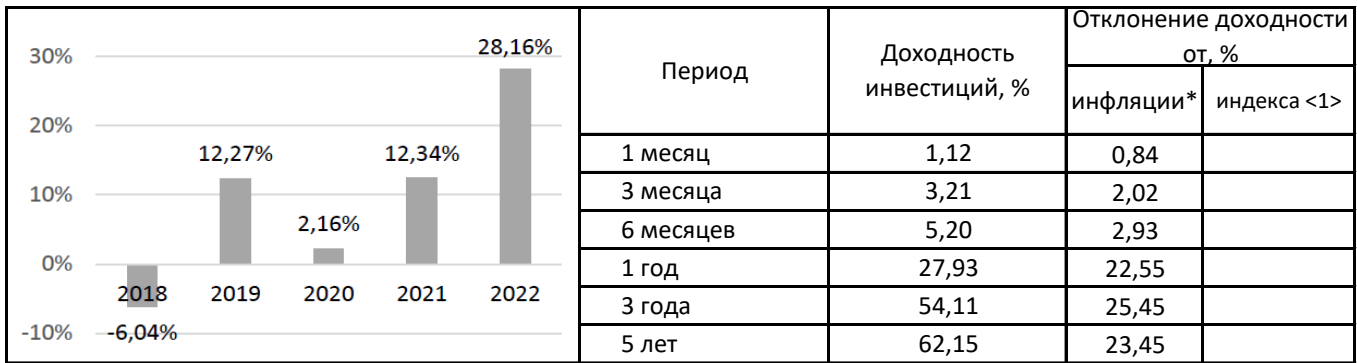 30%
20%
10%
0%
-10%
28,16%
12,27%
12,34%
2,16%
2018 2019 2020 2021 2022
-6,04%
Период
Доходность
инвестиций, %
Отклонение доходности
от, %
инфляции* индекса <1>
1 месяц 1,12 0,84
3 месяца 3,21 2,02
6 месяцев 5,20 2,93
1 год 27,93 22,55
3 года 54,11 25,45
5 лет 62,15 23,45